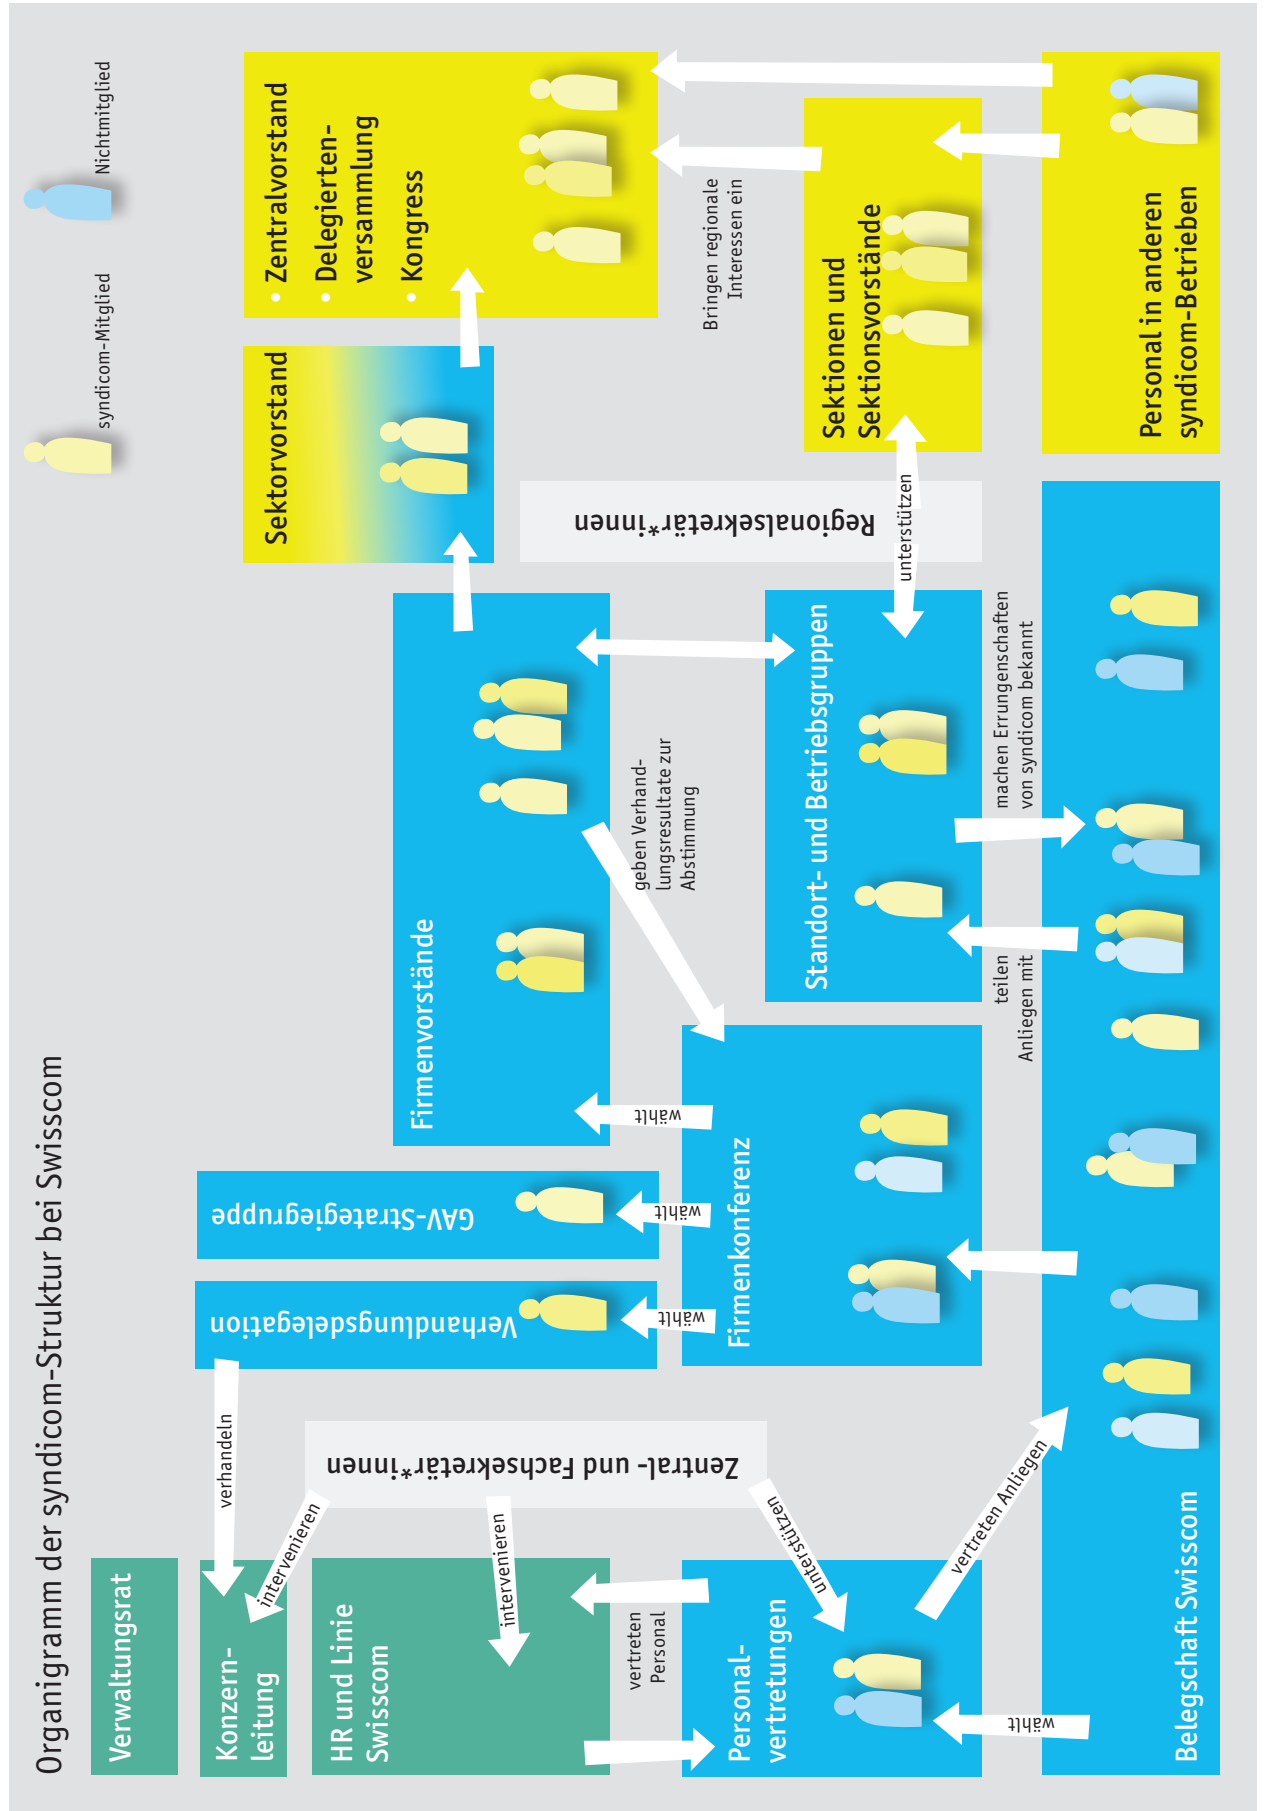 Organigramm der syndicom-Struktur bei Swisscom
syndicom-Mitglied
Nichtmitglied
Verwaltungsrat
Konzern-
leitung
HR und Linie
Swisscom
verhandeln
intervenieren
intervenieren
Zentral- und Fachsekretär*innen
unterstützen
vertreten
Personal
Personal-
vertretungen
wählt
vertreten Anliegen
Belegschaft Swisscom
Verhandlungsdelegation
GAV-Strategiegruppe
wählt
wählt
wählt
Firmenkonferenz
Firmenvorstände
geben Verhand-
lungsresultate zur
Abstimmung
Standort- und Betriebsgruppen
teilen
Anliegen mit
machen Errungenschaften
von syndicom bekannt
Sektorvorstand
Regionalsekretär*innen
unterstützen
• Zentralvorstand
• Delegierten-
versammlung
• Kongress
Bringen regionale
Interessen ein
Sektionen und
Sektionsvorstände
Personal in anderen
syndicom-Betrieben